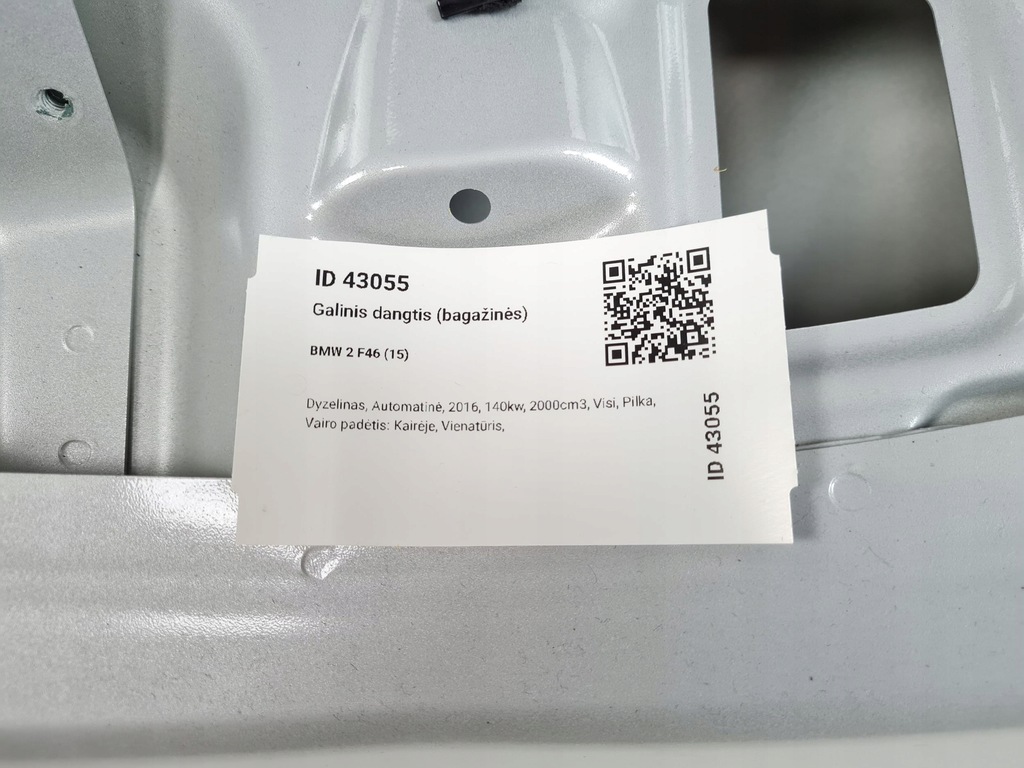 ID 43055
Galinis dangtis (bagažinės)
BMW 2 F46 (15)
Dyzelinas, Automatinė, 2016, 140kw, 2000cm3, Visi, Pilka,
Vairo padėtis: Kairėje, Vienatūris,
ID 43055